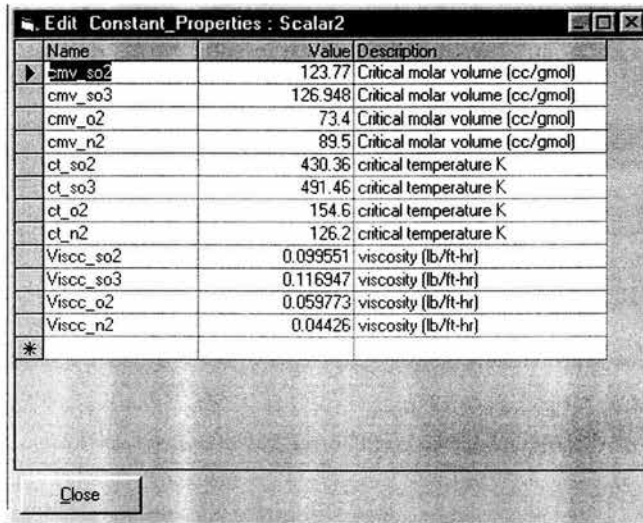 Edit Constant_Properties : Scalar2
Name Value Description
cmv_so2 123.77 Critical molar volume (cc/gmol)
cmv_so3 126.948 Critical molar volume (cc/gmol)
cmv_o2 73.4 Critical molar volume (cc/gmol)
cmv_n2 89.5 Critical molar volume (cc/gmol)
ct_so2 430.36 critical temperature K
ct_so3 491.46 critical temperature K
ct_o2 154.6 critical temperature K
ct_n2 126.2 critical temperature K
Viscc_so2 0.099551 viscosity (lb/ft-hr)
Viscc_so3 0.116947 viscosity (lb/ft-hr)
Viscc_o2 0.059773 viscosity (lb/ft-hr)
Viscc_n2 0.04426 viscosity (lb/ft-hr)
*
Close